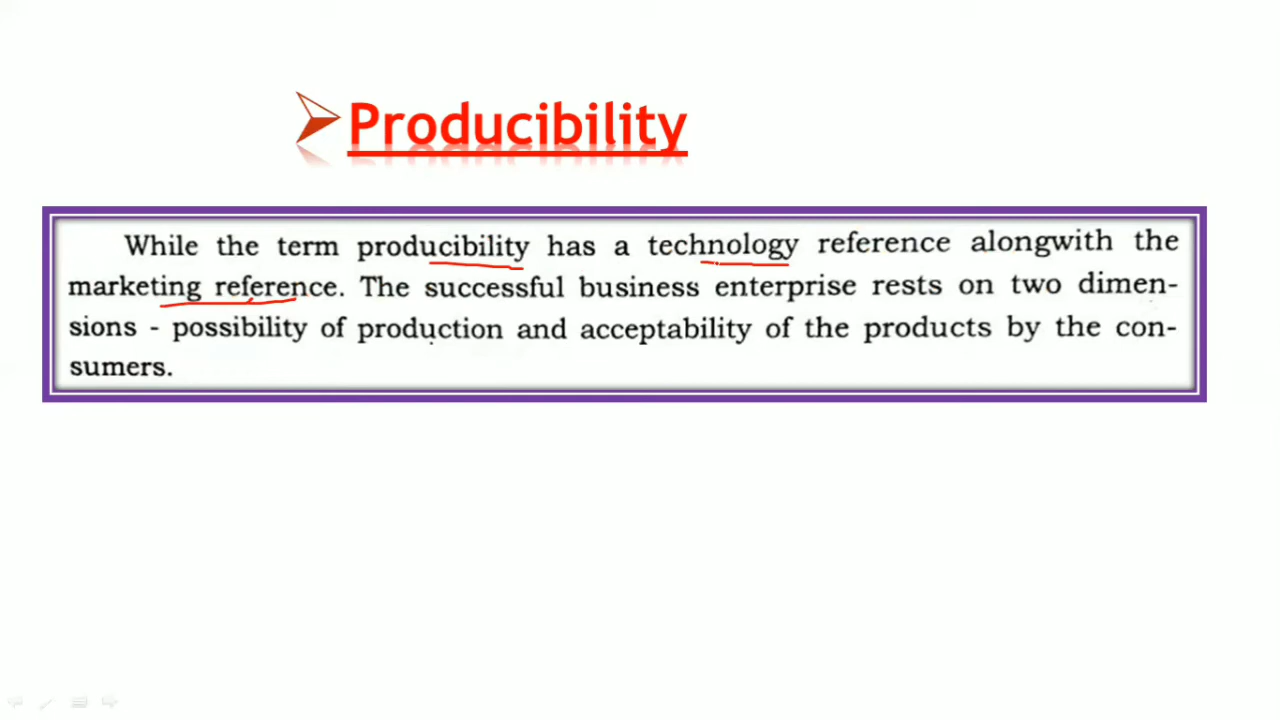 Producibility
While the term producibility has a technology reference alongwith the
marketing reference. The successful business enterprise rests on two dimen-
sions - possibility of production and acceptability of the products by the con-
sumers.